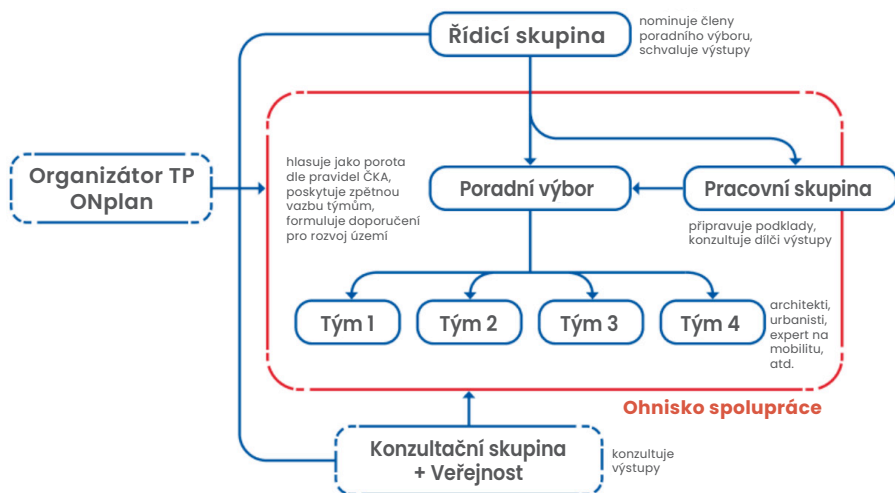 Řídicí skupina
nominuje členy
poradního výboru,
schvaluje výstupy
Organizátor TP
ONplan
hlasuje jako porota
dle pravidel ČKA,
poskytuje zpětnou
vazbu týmům,
formuluje doporučení
pro rozvoj území
Poradní výbor
Pracovní skupina
připravuje podklady,
konzultuje dílčí výstupy
Tým 1
Tým 2
Tým 3
Tým 4
architekti,
urbanisti,
expert na
mobilitu,
atd.
Ohnisko spolupráce
Konzultační skupina
+ Veřejnost
konzultuje
výstupy